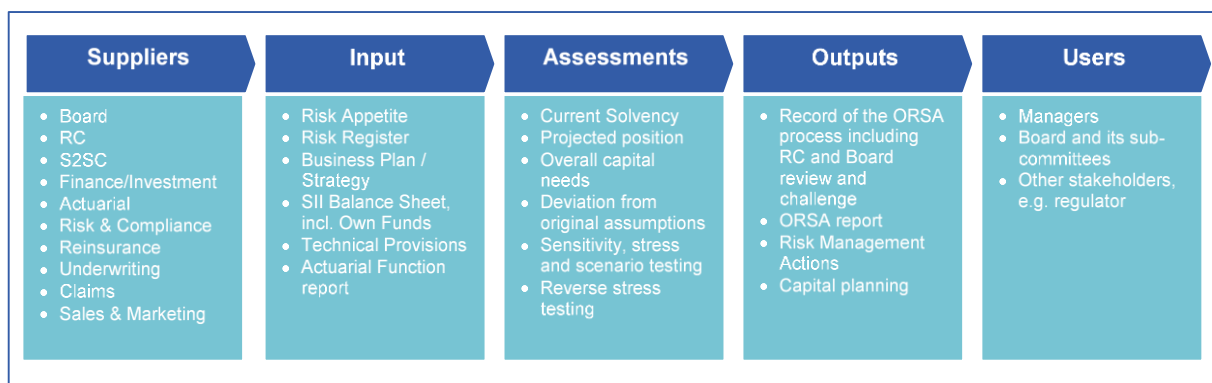 Suppliers
Board
RC
S2SC
Finance/Investment
Actuarial
Risk & Compliance
Reinsurance
Underwriting
Claims
Sales & Marketing
Input
Risk Appetite
Risk Register
Business Plan /
Strategy
SII Balance Sheet,
incl. Own Funds
Technical Provisions
Actuarial Function
report
Assessments
Current Solvency
Projected position
Overall capital
needs
Deviation from
original assumptions
Sensitivity, stress
and scenario testing
Reverse stress
testing
Outputs
Record of the ORSA
process including
RC and Board
review and
challenge
ORSA report
Risk Management
Actions
Capital planning
Users
Managers
Board and its sub-
committees
Other stakeholders,
e.g. regulator